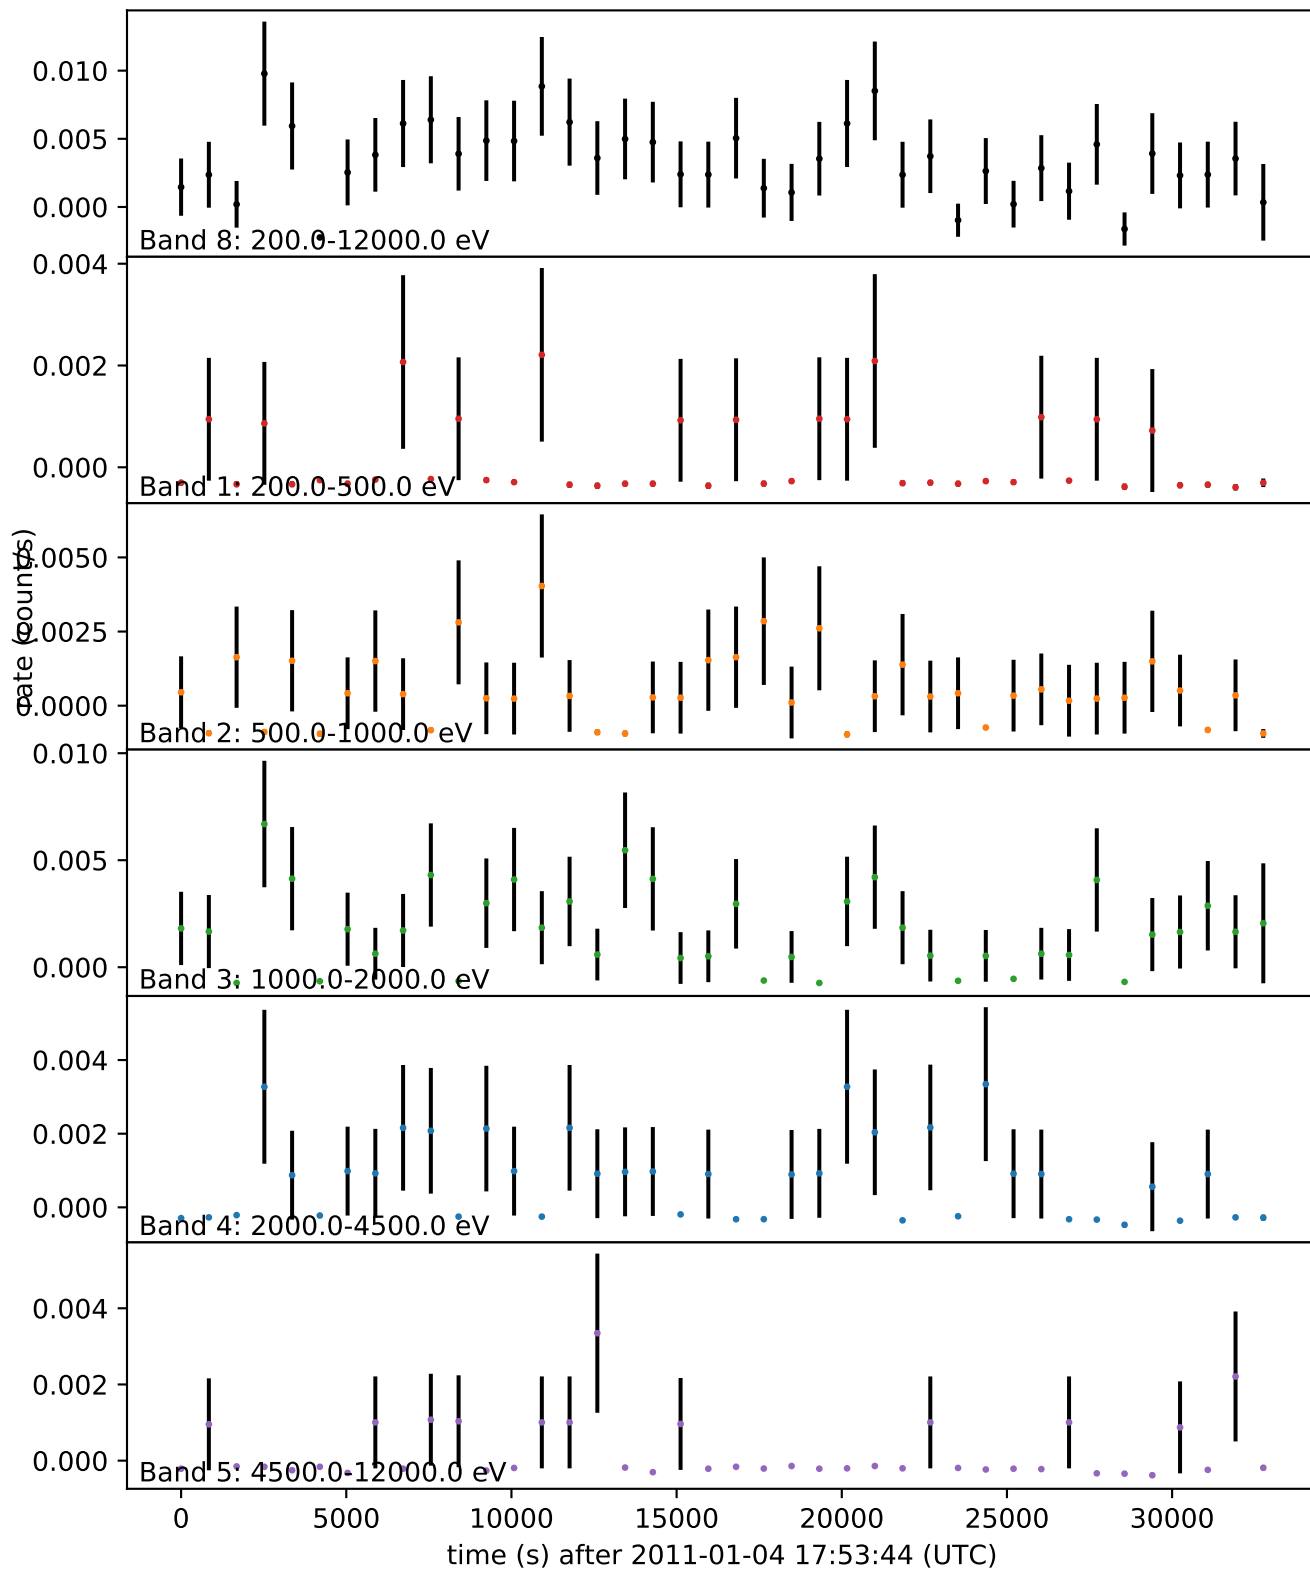 0.010
0.005
0.000
Band 8: 200.0-12000.0 eV
0.004
0.002
0.000
Band 1: 200.0-500.0 eV
rate (count/s)
0.0050
0.0025
0.0000
Band 2: 500.0-1000.0 eV
0.010
0.005
0.000
Band 3: 1000.0-2000.0 eV
0.004
0.002
0.000
Band 4: 2000.0-4500.0 eV
0.004
0.002
0.000
Band 5: 4500.0-12000.0 eV
0 5000 10000 15000 20000 25000 30000
time (s) after 2011-01-04 17:53:44 (UTC)